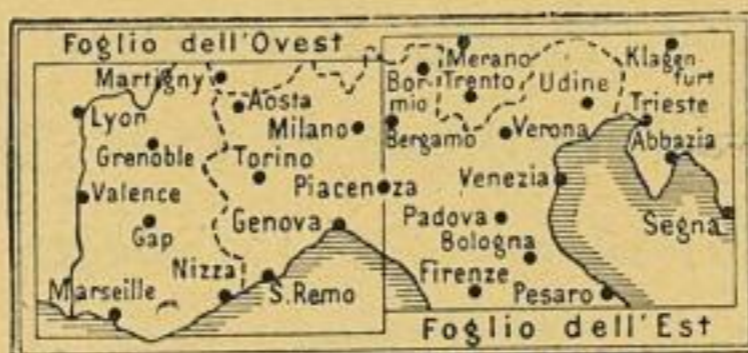 Foglio dell'Ovest
Martigny
Lyon
Aosta
Milano
Grenoble
Torino
Valence
Piacenza
Gap
Genova
Nizza
Marseille
S. Remo
Merano
Klagen
furt
Bor-
mio
Trento
Udine
Trieste
Bergamo
Verona
Abbazia
Venezia
Padova
Segna
Bologna
Firenze
Pesaro
Foglio dell'Est